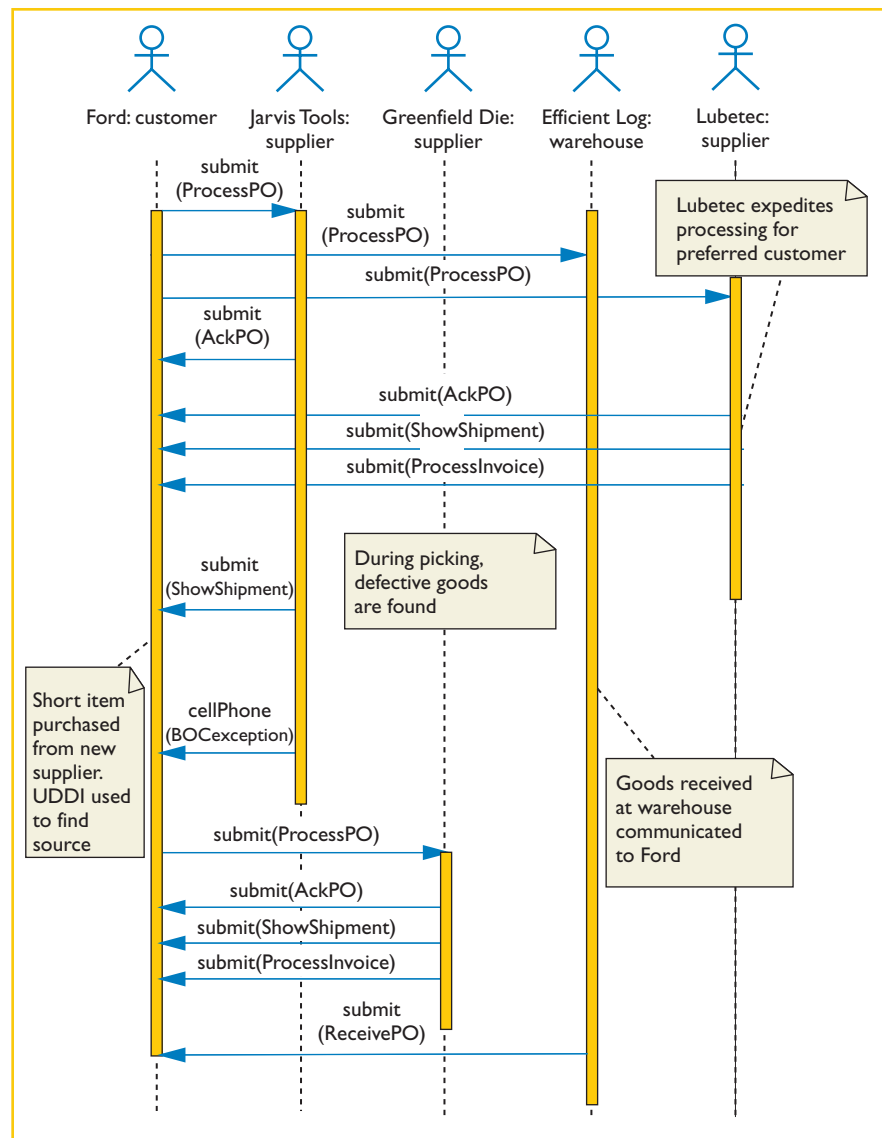 Ford: customer
Jarvis Tools:
supplier
Greenfield Die:
supplier
Efficient Log:
warehouse
Lubetec:
supplier
submit
(ProcessPO)
submit
(ProcessPO)
Lubetec expedites
processing for
preferred customer
submit(ProcessPO)
submit
(AckPO)
submit(AckPO)
submit(ShowShipment)
submit(ProcessInvoice)
During picking,
defective goods
are found
submit
(ShowShipment)
Short item
purchased
from new
supplier.
UDDI used
to find
source
cellPhone
(BOCexception)
Goods received
at warehouse
communicated
to Ford
submit(ProcessPO)
submit(AckPO)
submit(ShowShipment)
submit(ProcessInvoice)
submit
(ReceivePO)